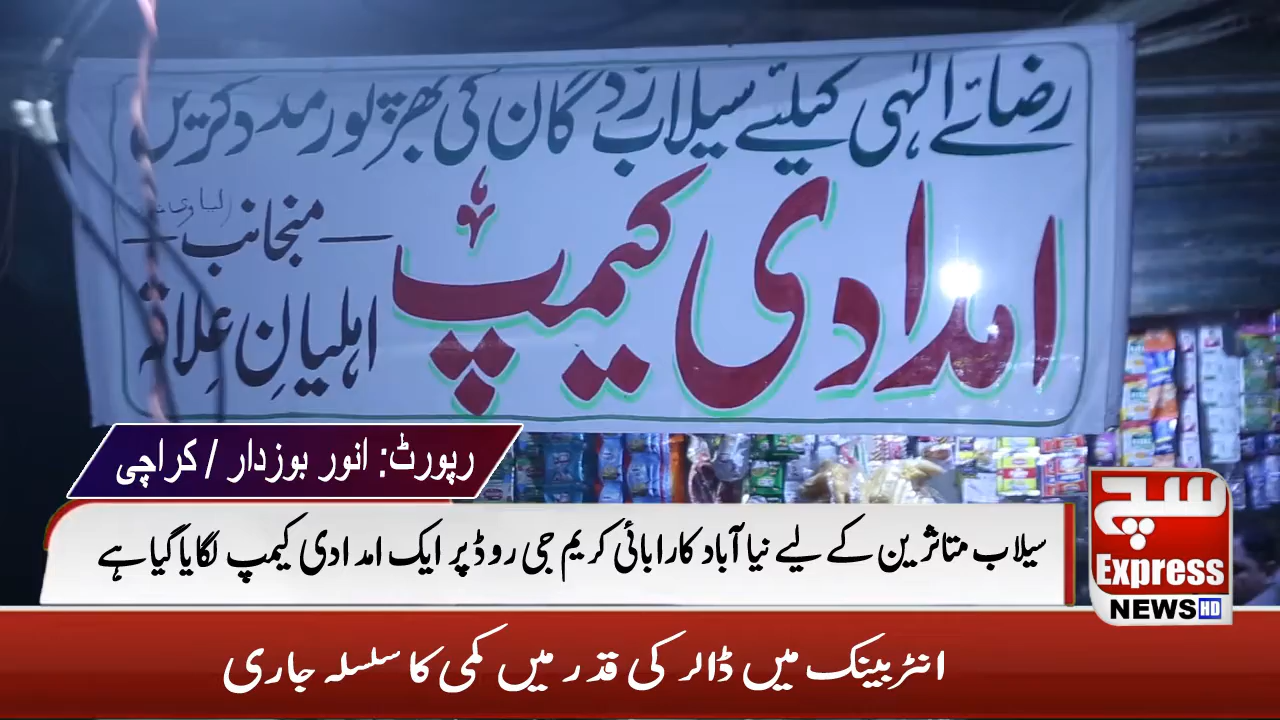 رضائے الٰہی کیلئے سیلاب زدگان کی بھرپور مدد کریں
امدادی کیمپ
منجانب
اہلیانِ علاقہ
رپورٹ: انور بوزدار / کراچی
سیلاب متاثرین کے لیے نیا آباد کارابائی کریم جی روڈ پر ایک امدادی کیمپ لگایا گیا ہے
سچ
Express
NEWS HD
انٹربینک میں ڈالر کی قدر میں کمی کا سلسلہ جاری